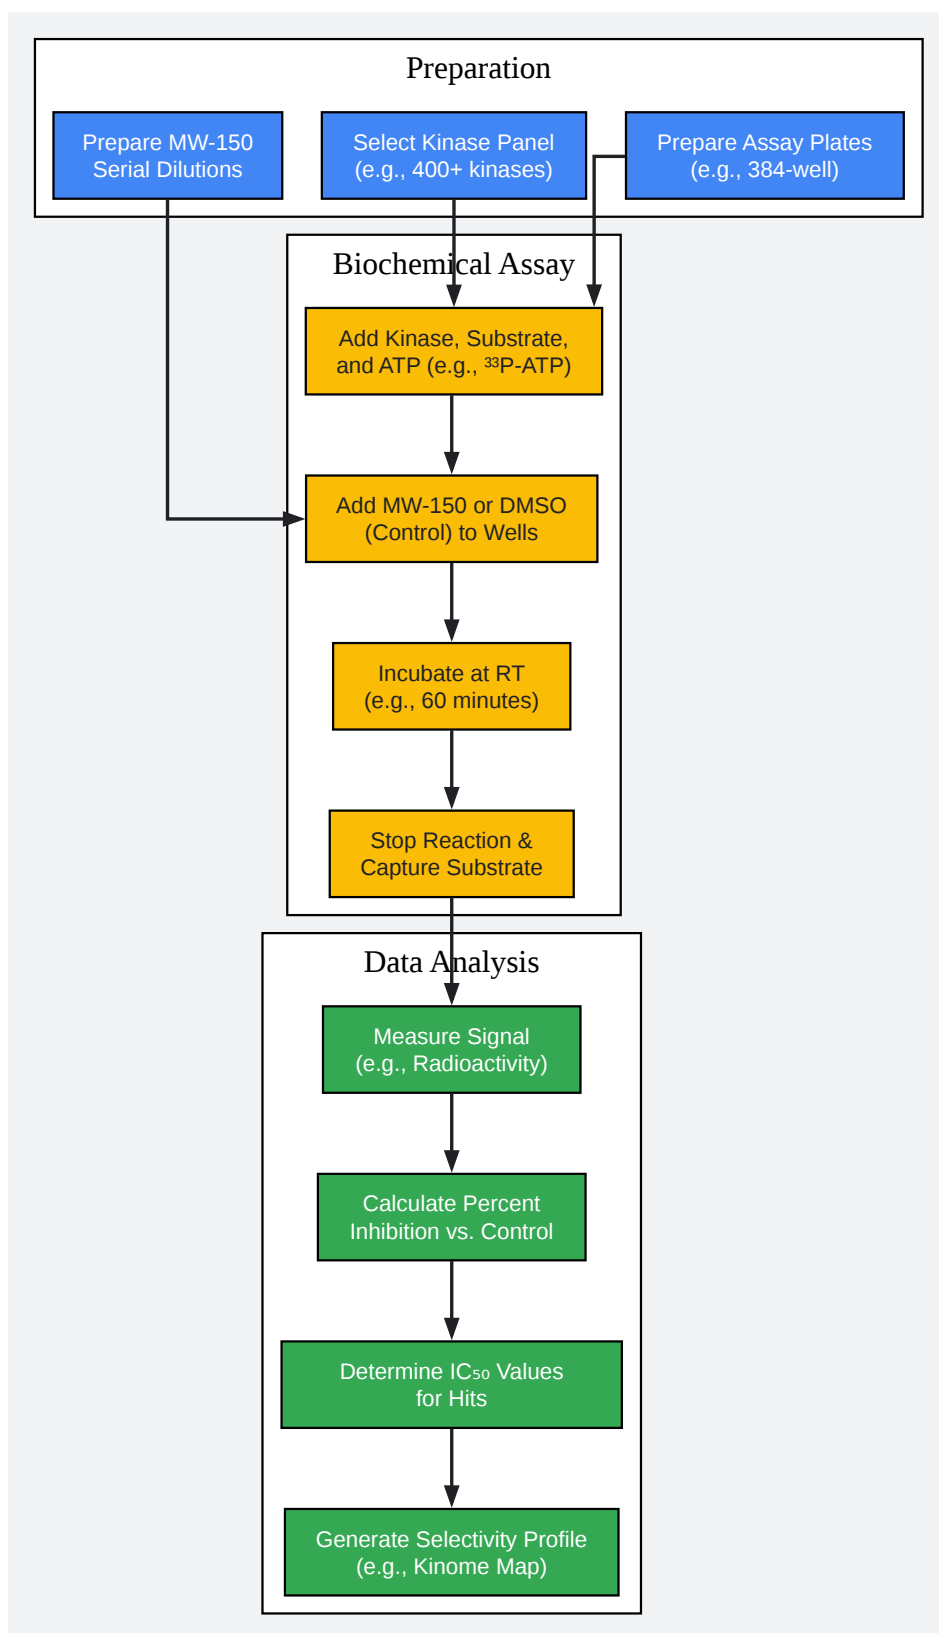 Preparation
Prepare MW-150
Serial Dilutions
Select Kinase Panel
(e.g., 400+ kinases)
Prepare Assay Plates
(e.g., 384-well)
Biochemical Assay
Add Kinase, Substrate,
and ATP (e.g., ³³P-ATP)
Add MW-150 or DMSO
(Control) to Wells
Incubate at RT
(e.g., 60 minutes)
Stop Reaction &
Capture Substrate
Data Analysis
Measure Signal
(e.g., Radioactivity)
Calculate Percent
Inhibition vs. Control
Determine IC₅₀ Values
for Hits
Generate Selectivity Profile
(e.g., Kinome Map)